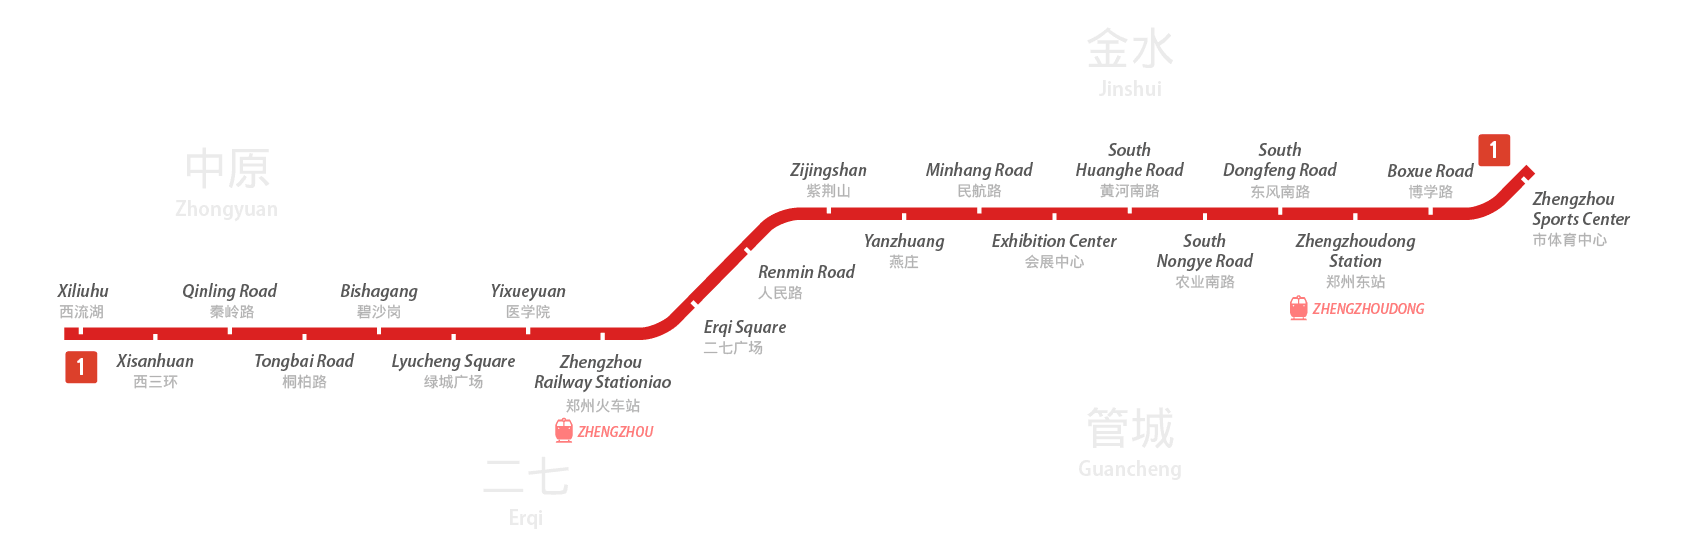 金水
Jinshui
中原
Zhongyuan
1
Xiliuhu
西流湖
Xisanhuan
西三环
Qinling Road
秦岭路
Tongbai Road
桐柏路
Bishagang
碧沙岗
Lyucheng Square
绿城广场
Yixueyuan
医学院
Zhengzhou
Railway Stationiao
郑州火车站
ZHENGZHOU
Erqi Square
二七广场
Renmin Road
人民路
Zijingshan
紫荆山
Yanzhuang
燕庄
Minhang Road
民航路
Exhibition Center
会展中心
South
Huanghe Road
黄河南路
South
Nongye Road
农业南路
South
Dongfeng Road
东风南路
Zhengzhoudong
Station
郑州东站
ZHENGZHOUDONG
Boxue Road
博学路
1
Zhengzhou
Sports Center
市体育中心
二七
Erqi
管城
Guancheng